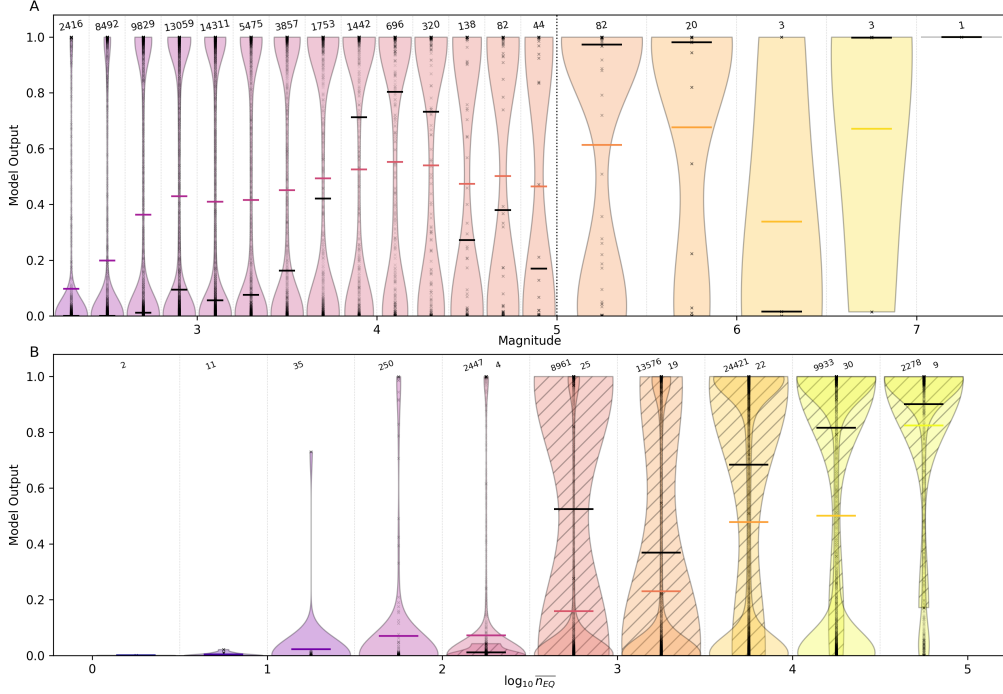 A
2416 8492 9829 13059 14311 5475 3857 1753 1442 696 320 138 82 44 82 20 3 3 1
1.0
0.8
0.6
0.4
0.2
0.0
Model Output
3 4 5 6 7
Magnitude
B
2 11 35 250 2447 4 8961 25 13576 19 24421 22 9933 30 2278 9
1.0
0.8
0.6
0.4
0.2
0.0
Model Output
0 1 2 3 4 5
log₁₀ n̅_EQ